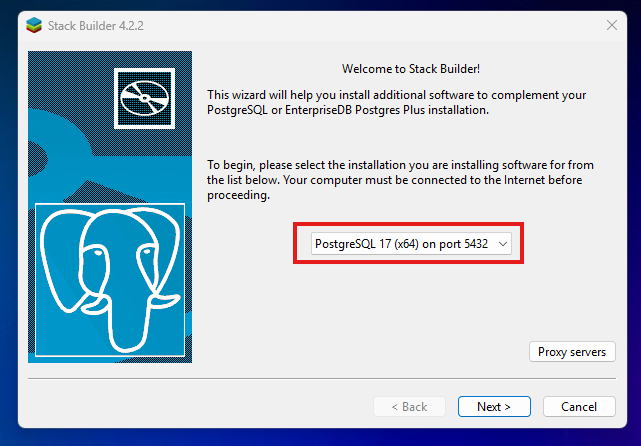 Stack Builder 4.2.2
Welcome to Stack Builder!
This wizard will help you install additional software to complement your
PostgreSQL or EnterpriseDB Postgres Plus installation.
To begin, please select the installation you are installing software for from
the list below. Your computer must be connected to the Internet before
proceeding.
PostgreSQL 17 (x64) on port 5432
Proxy servers
< Back
Next >
Cancel